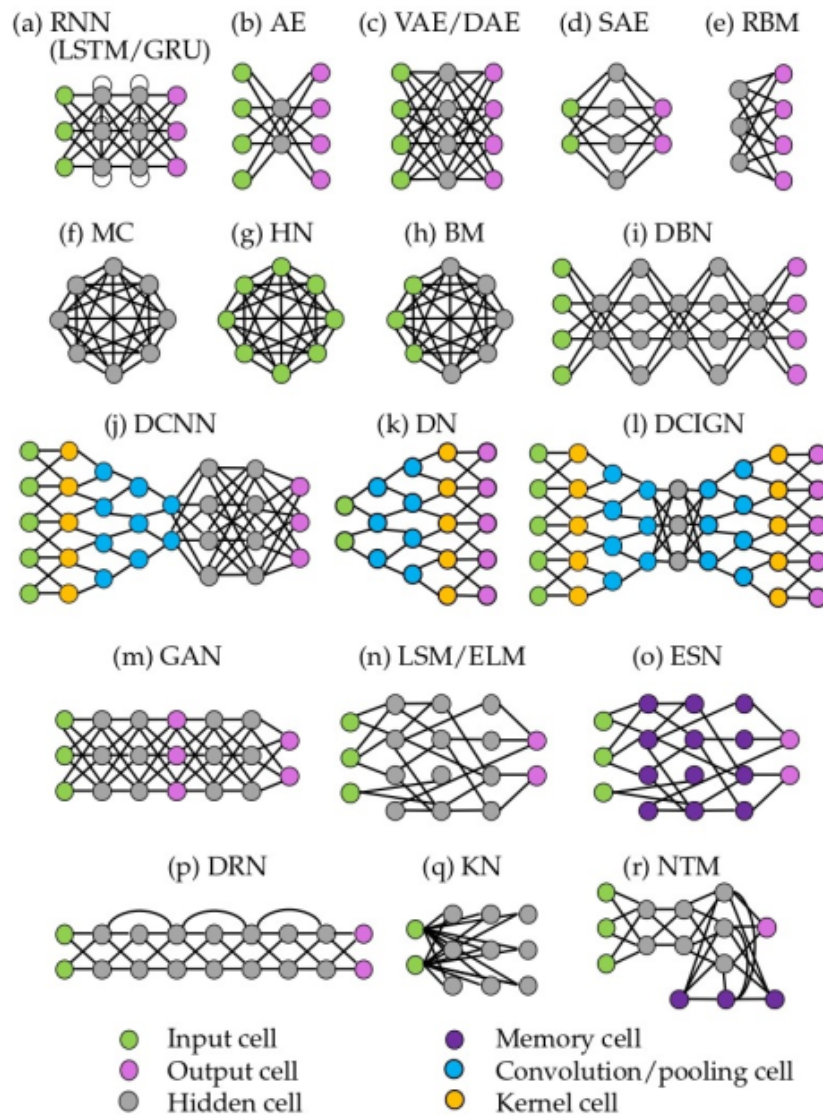 (a) RNN
(LSTM/GRU)
(b) AE
(c) VAE/DAE
(d) SAE
(e) RBM
(f) MC
(g) HN
(h) BM
(i) DBN
(j) DCNN
(k) DN
(l) DCIGN
(m) GAN
(n) LSM/ELM
(o) ESN
(p) DRN
(q) KN
(r) NTM
Input cell
Output cell
Hidden cell
Memory cell
Convolution/pooling cell
Kernel cell